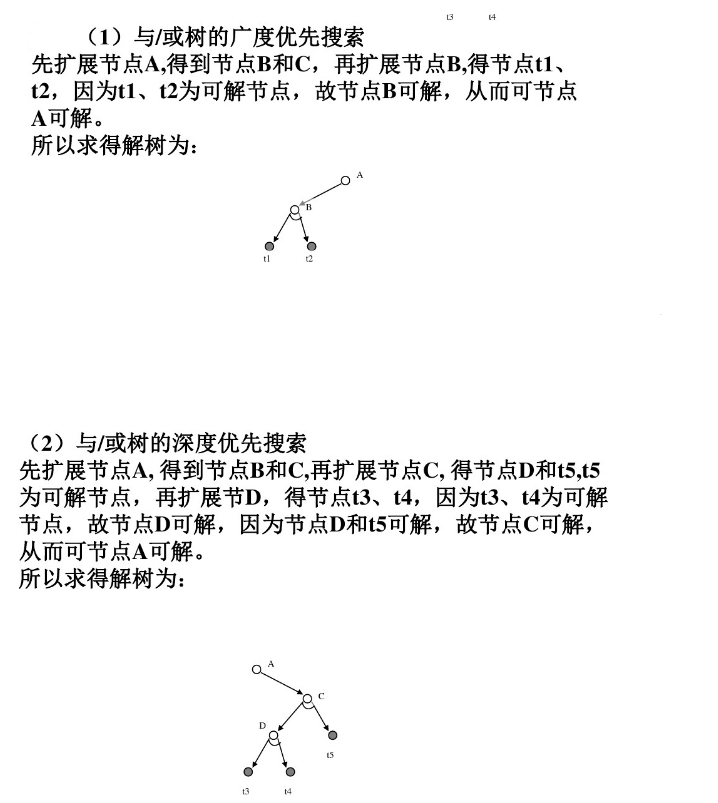 t3 t4
（1）与/或树的广度优先搜索
先扩展节点A,得到节点B和C，再扩展节点B,得节点t1、
t2，因为t1、t2为可解节点，故节点B可解，从而可节点
A可解。
所以求得解树为：
A
B
t1 t2
（2）与/或树的深度优先搜索
先扩展节点A, 得到节点B和C,再扩展节点C, 得节点D和t5,t5
为可解节点，再扩展节D，得节点t3、t4，因为t3、t4为可解
节点，故节点D可解，因为节点D和t5可解，故节点C可解，
从而可节点A可解。
所以求得解树为：
A
C
D
t5
t3 t4